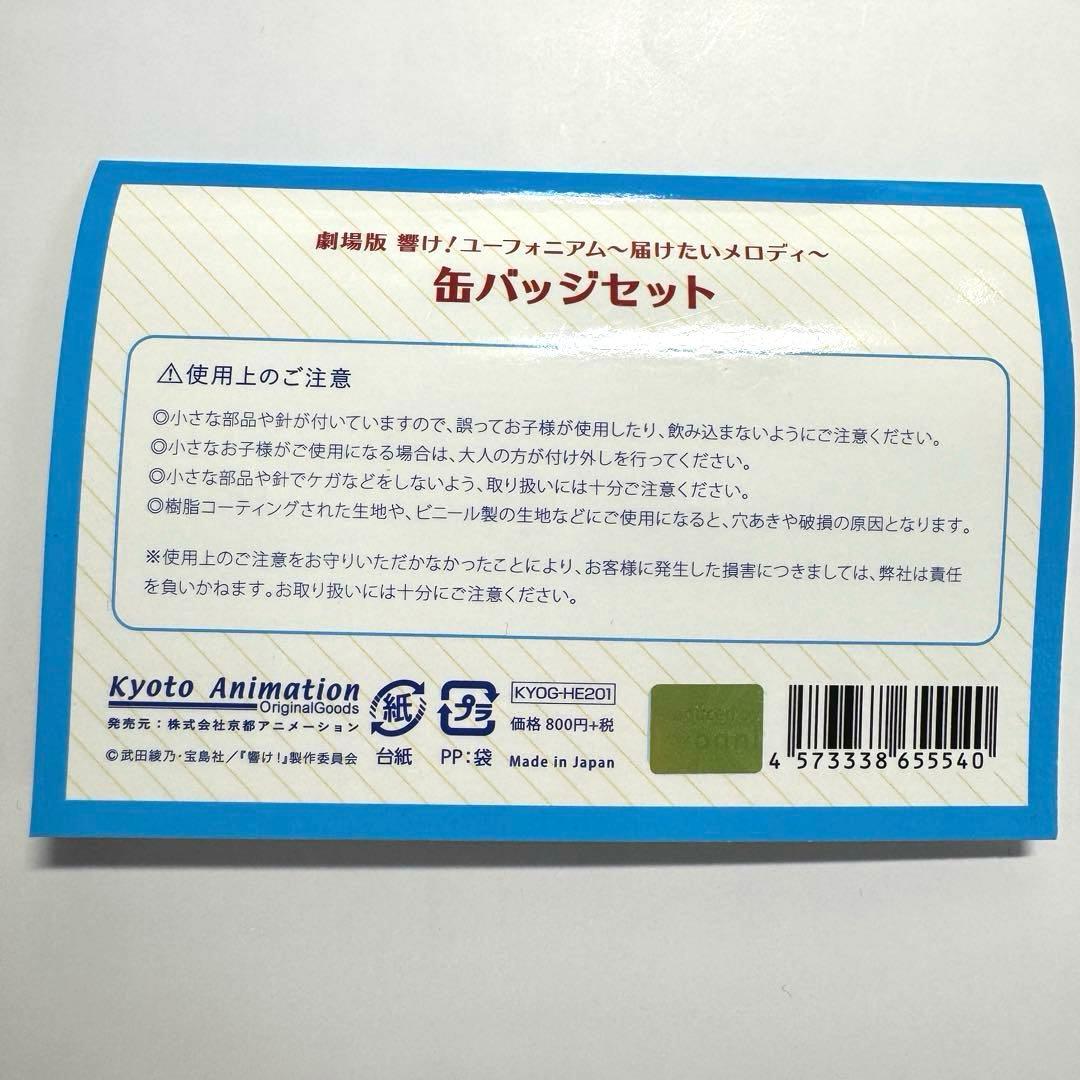 劇場版 響け!ユーフォニアム〜届けたいメロディ〜
缶バッジセット
⚠使用上のご注意
◎小さな部品や針が付いていますので、誤ってお子様が使用したり、飲み込まないようにご注意ください。
◎小さなお子様がご使用になる場合は、大人の方が付け外しを行ってください。
◎小さな部品や針でケガなどをしないよう、取り扱いには十分ご注意ください。
◎樹脂コーティングされた生地や、ビニール製の生地などにご使用になると、穴あきや破損の原因となります。
※使用上のご注意をお守りいただかなかったことにより、お客様に発生した損害につきましては、弊社は責任
を負いかねます。お取り扱いには十分にご注意ください。
Kyoto Animation
OriginalGoods
発売元:株式会社京都アニメーション
©武田綾乃・宝島社/『響け!』製作委員会
紙
台紙
プラ
PP:袋
KYOG-HE201
価格 800円+税
Made in Japan
4 573338 655540